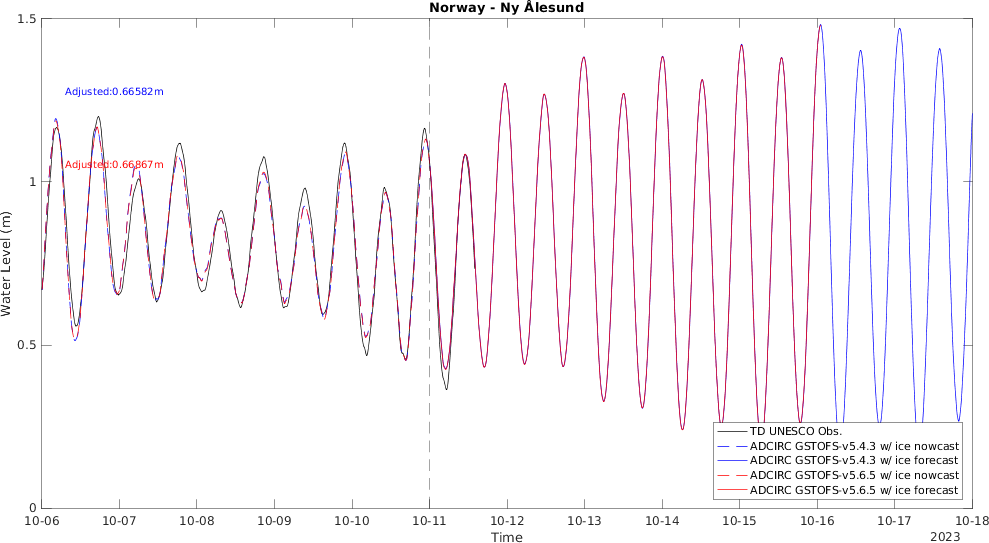 Norway - Ny Ålesund
1.5
Adjusted:0.66582m
Adjusted:0.66867m
1
Water Level (m)
0.5
TD UNESCO Obs.
ADCIRC GSTOFS-v5.4.3 w/ ice nowcast
ADCIRC GSTOFS-v5.4.3 w/ ice forecast
ADCIRC GSTOFS-v5.6.5 w/ ice nowcast
ADCIRC GSTOFS-v5.6.5 w/ ice forecast
0
10-06 10-07 10-08 10-09 10-10 10-11 10-12 10-13 10-14 10-15 10-16 10-17 10-18
Time
2023